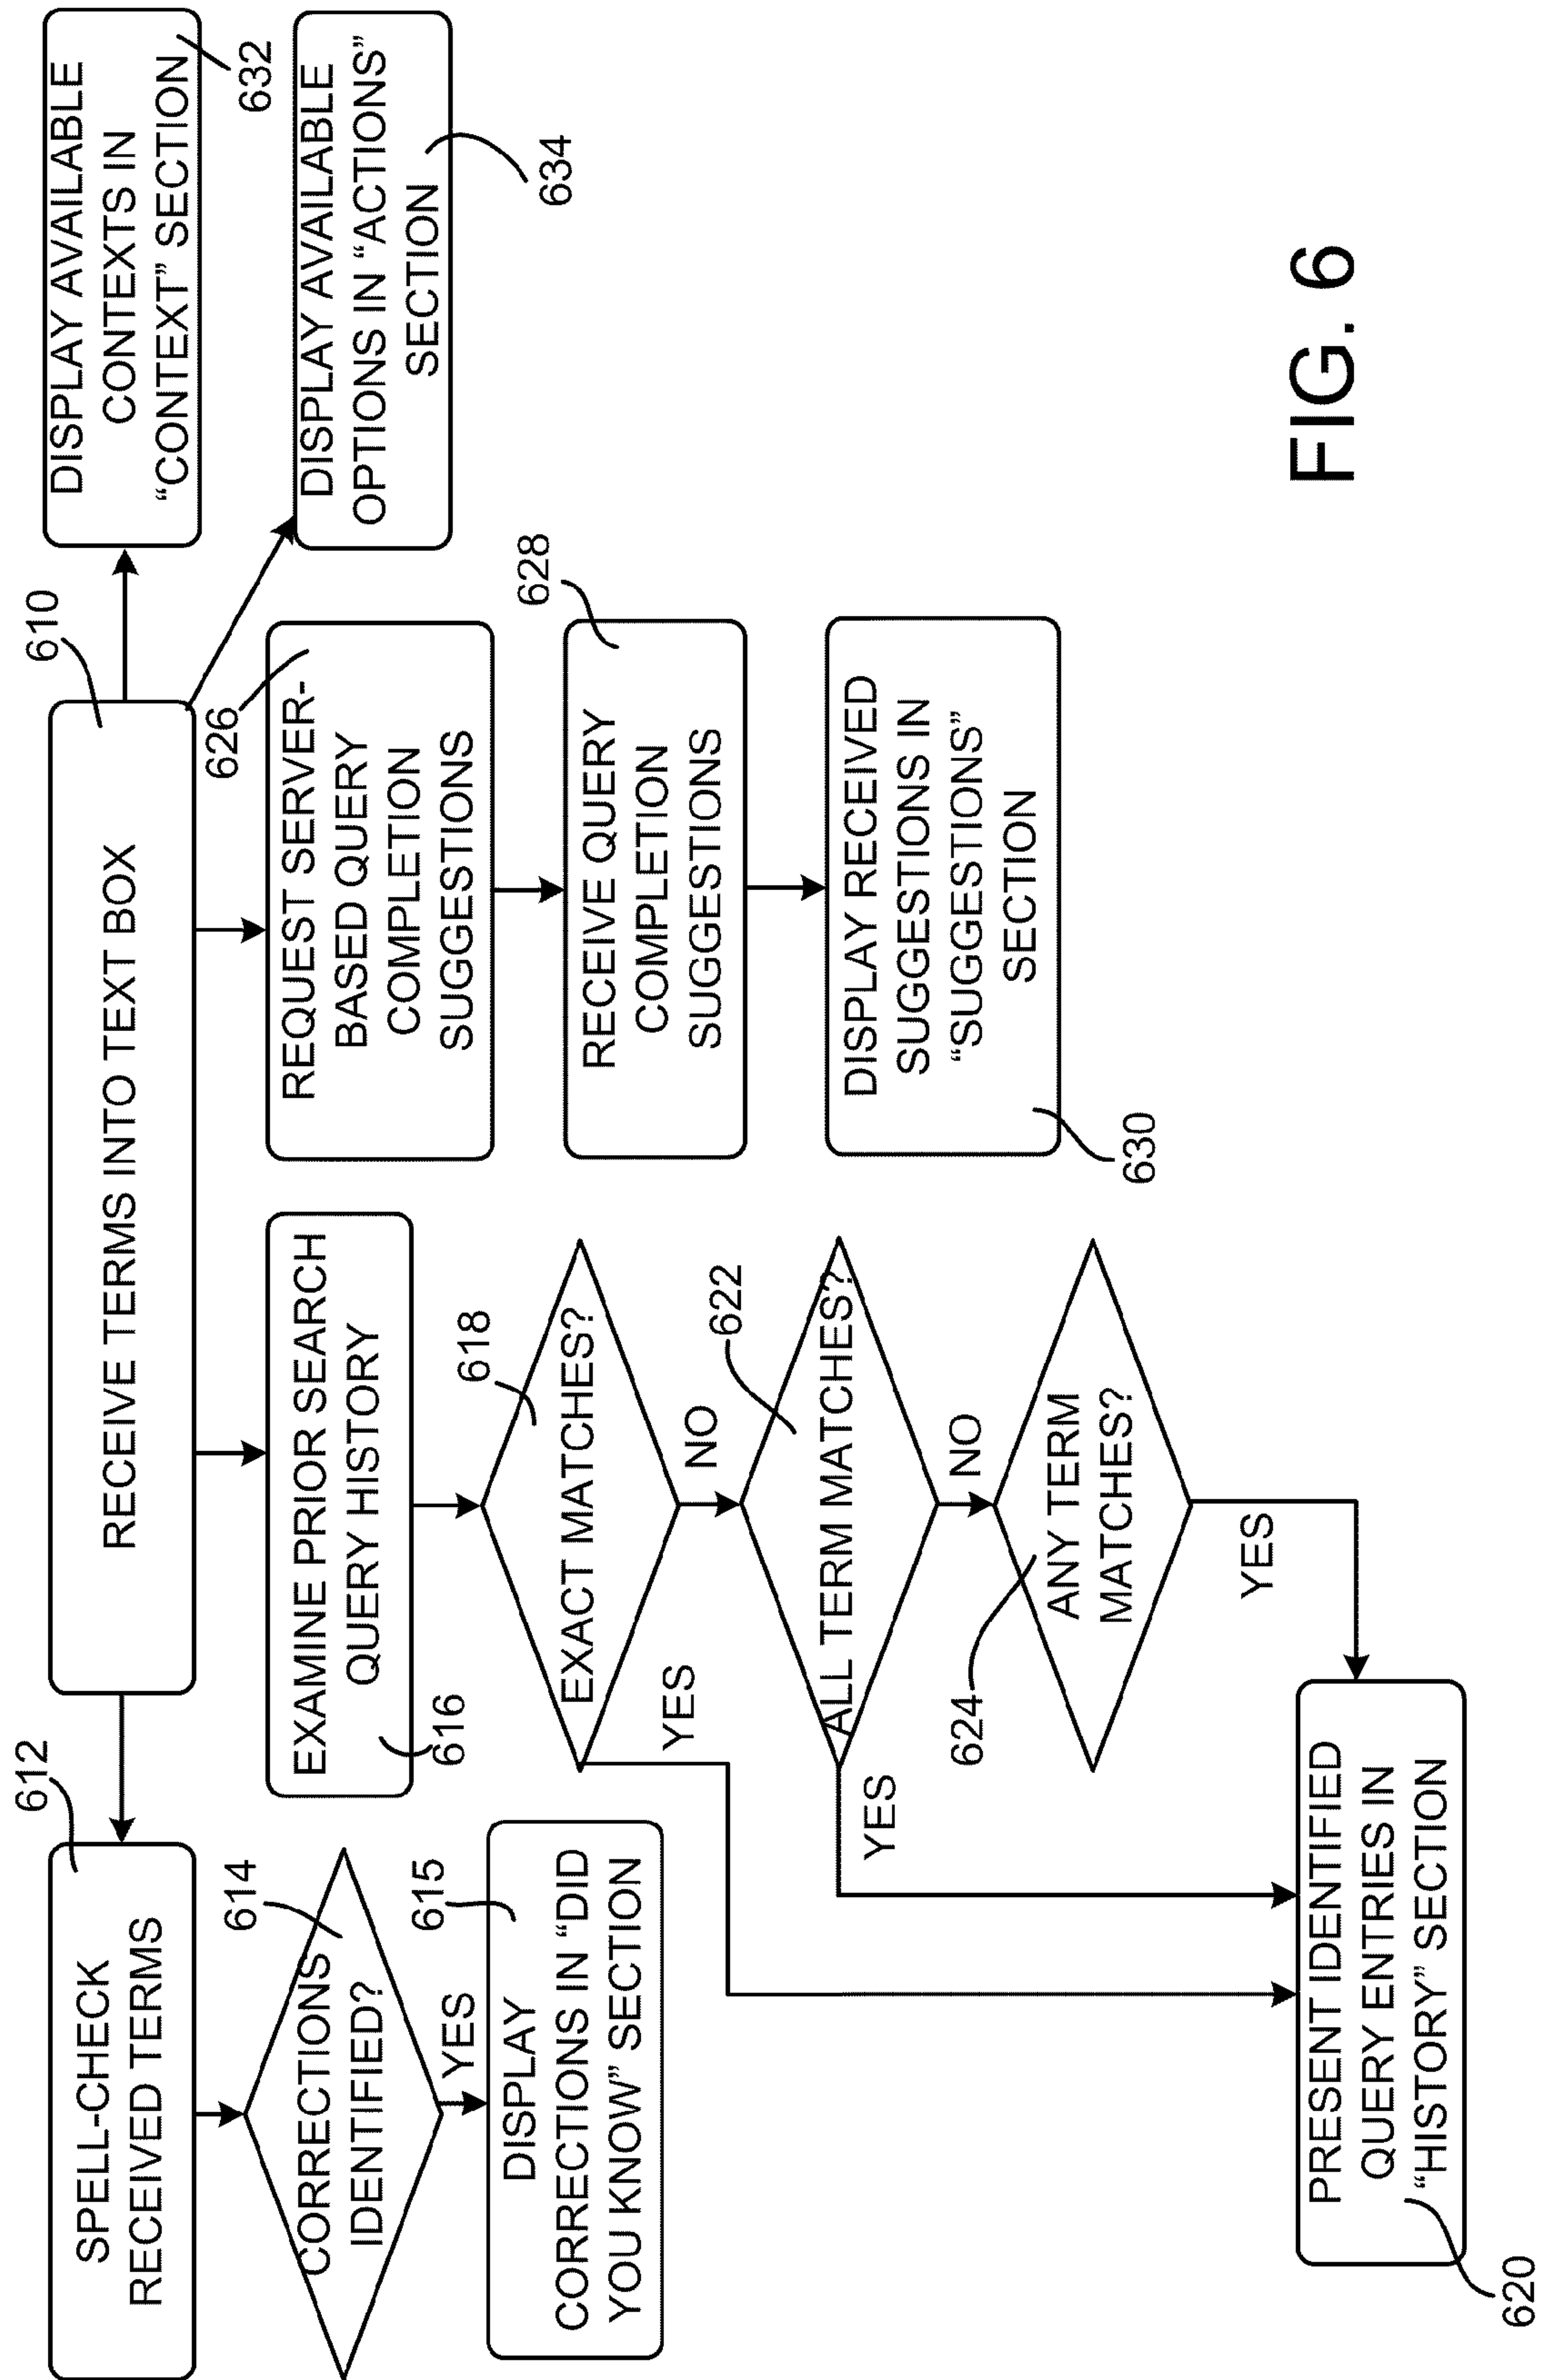 612
610
SPELL-CHECK
RECEIVED TERMS
RECEIVE TERMS INTO TEXT BOX
DISPLAY AVAILABLE
CONTEXTS IN
“CONTEXT” SECTION
632
614
CORRECTIONS
IDENTIFIED?
YES
615
DISPLAY
CORRECTIONS IN “DID
YOU KNOW” SECTION
EXAMINE PRIOR SEARCH
QUERY HISTORY
616
618
EXACT MATCHES?
YES
NO
622
ALL TERM MATCHES?
YES
NO
624
ANY TERM
MATCHES?
YES
PRESENT IDENTIFIED
QUERY ENTRIES IN
“HISTORY” SECTION
620
626
REQUEST SERVER-
BASED QUERY
COMPLETION
SUGGESTIONS
628
RECEIVE QUERY
COMPLETION
SUGGESTIONS
DISPLAY RECEIVED
SUGGESTIONS IN
“SUGGESTIONS”
SECTION
630
DISPLAY AVAILABLE
OPTIONS IN “ACTIONS”
SECTION
634
FIG. 6